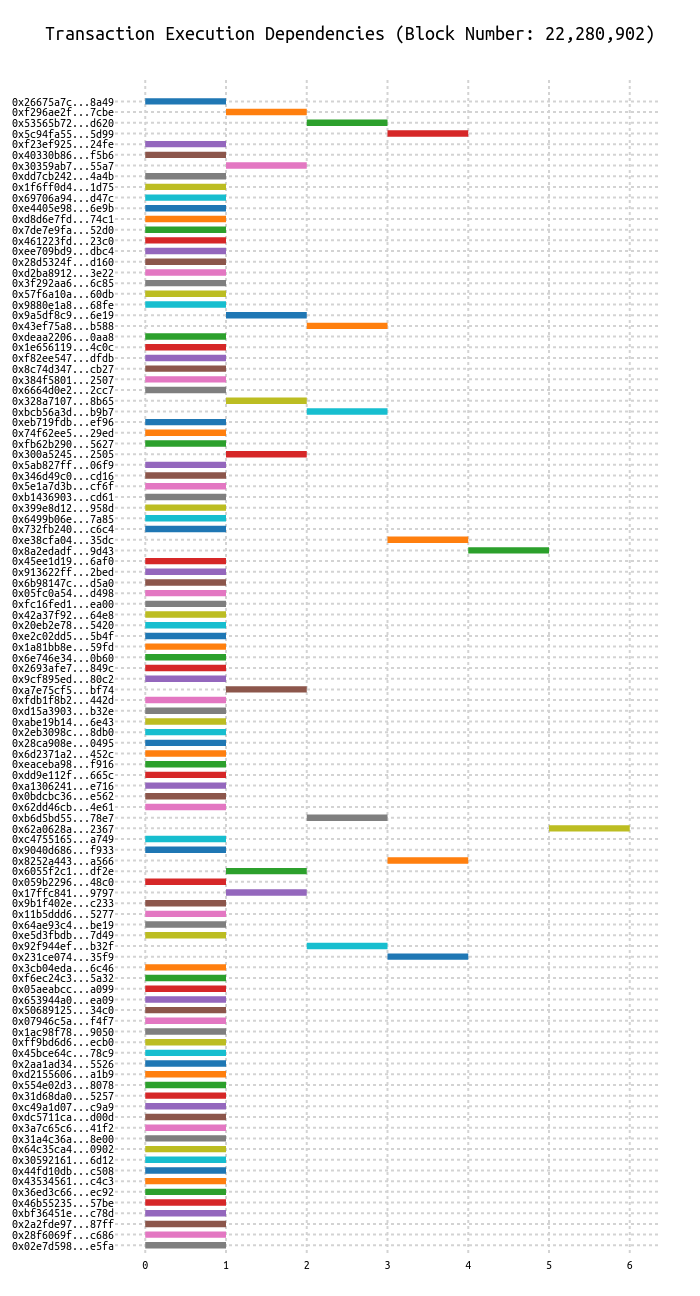 Transaction Execution Dependencies (Block Number: 22,280,902)
0x26675a7c...8a49
0xf296ae2f...7cbe
0x53565b72...d620
0x5c94fa55...5d99
0xf23ef925...24fe
0x40330b86...f5b6
0x30359ab7...55a7
0xdd7cb242...4a4b
0x1f6ff0d4...1d75
0x69706a94...d47c
0xe4405e98...6e9b
0xd8d6e7fd...74c1
0x7de7e9fa...52d0
0x461223fd...23c0
0xee709bd9...dbc4
0x28d5324f...d160
0xd2ba8912...3e22
0x3f292aa6...6c85
0x57f6a10a...60db
0x9880e1a8...68fe
0x9a5df8c9...6e19
0x43ef75a8...b588
0xdeaa2206...0aa8
0x1e656119...4c0c
0xf82ee547...dfdb
0x8c74d347...cb27
0x384f5801...2507
0x6664d0e2...2cc7
0x328a7107...8b65
0xbcb56a3d...b9b7
0xeb719fdb...ef96
0x74f62ee5...29ed
0xfb62b290...5627
0x300a5245...2505
0x5ab827ff...06f9
0x346d49c0...cd16
0x5e1a7d3b...cf6f
0xb1436903...cd61
0x399e8d12...958d
0x6499b06e...7a85
0x732fb240...c6c4
0xe38cfa04...35dc
0x8a2edadf...9d43
0x45ee1d19...6af0
0x913622ff...2bed
0x6b98147c...d5a0
0x05fc0a54...d498
0xfc16fed1...ea00
0x42a37f92...64e8
0x20eb2e78...5420
0xe2c02dd5...5b4f
0x1a81bb8e...59fd
0x6e746e34...0b60
0x2693afe7...849c
0x9cf895ed...80c2
0xa7e75cf5...bf74
0xfdb1f8b2...442d
0xd15a3903...b32e
0xabe19b14...6e43
0x2eb3098c...8db0
0x28ca908e...0495
0x6d2371a2...452c
0xeaceba98...f916
0xdd9e112f...665c
0xa1306241...e716
0x0bdcbc36...e562
0x62dd46cb...4e61
0xb6d5bd55...78e7
0x62a0628a...2367
0xc4755165...a749
0x9040d686...f933
0x8252a443...a566
0x6055f2c1...df2e
0x059b2296...48c0
0x17ffc841...9797
0x9b1f402e...c233
0x11b5ddd6...5277
0x64ae93c4...be19
0xe5d3fbdb...7d49
0x92f944ef...b32f
0x231ce074...35f9
0x3cb04eda...6c46
0xf6ec24c3...5a32
0x05aeabcc...a099
0x653944a0...ea09
0x50689125...34c0
0x07946c5a...f4f7
0x1ac98f78...9050
0xff9bd6d6...ecb0
0x45bce64c...78c9
0x2aa1ad34...5526
0xd2155606...a1b9
0x554e02d3...8078
0x31d68da0...5257
0xc49a1d07...c9a9
0xdc5711ca...d00d
0x3a7c65c6...41f2
0x31a4c36a...8e00
0x64c35ca4...0902
0x30592161...6d12
0x44fd10db...c508
0x43534561...c4c3
0x36ed3c66...ec92
0x46b55235...57be
0xbf36451e...c78d
0x2a2fde97...87ff
0x28f6069f...c686
0x02e7d598...e5fa
0 1 2 3 4 5 6